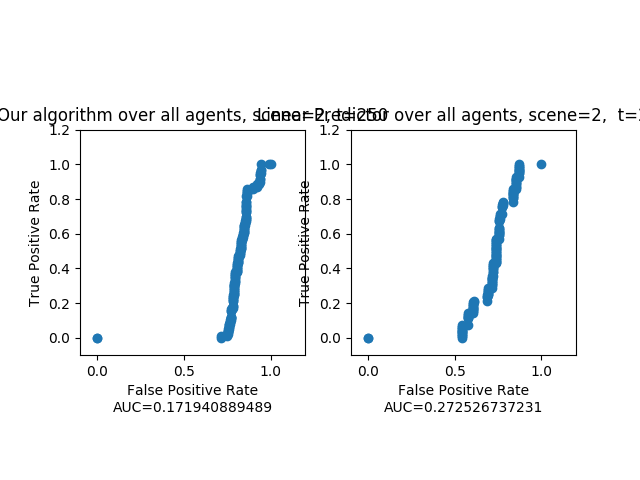 Our algorithm over all agents, scene=2, t=250
Linear Predictor over all agents, scene=2, t=
True Positive Rate
1.2
1.0
0.8
0.6
0.4
0.2
0.0
0.0 0.5 1.0
False Positive Rate
AUC=0.171940889489
True Positive Rate
1.2
1.0
0.8
0.6
0.4
0.2
0.0
0.0 0.5 1.0
False Positive Rate
AUC=0.272526737231